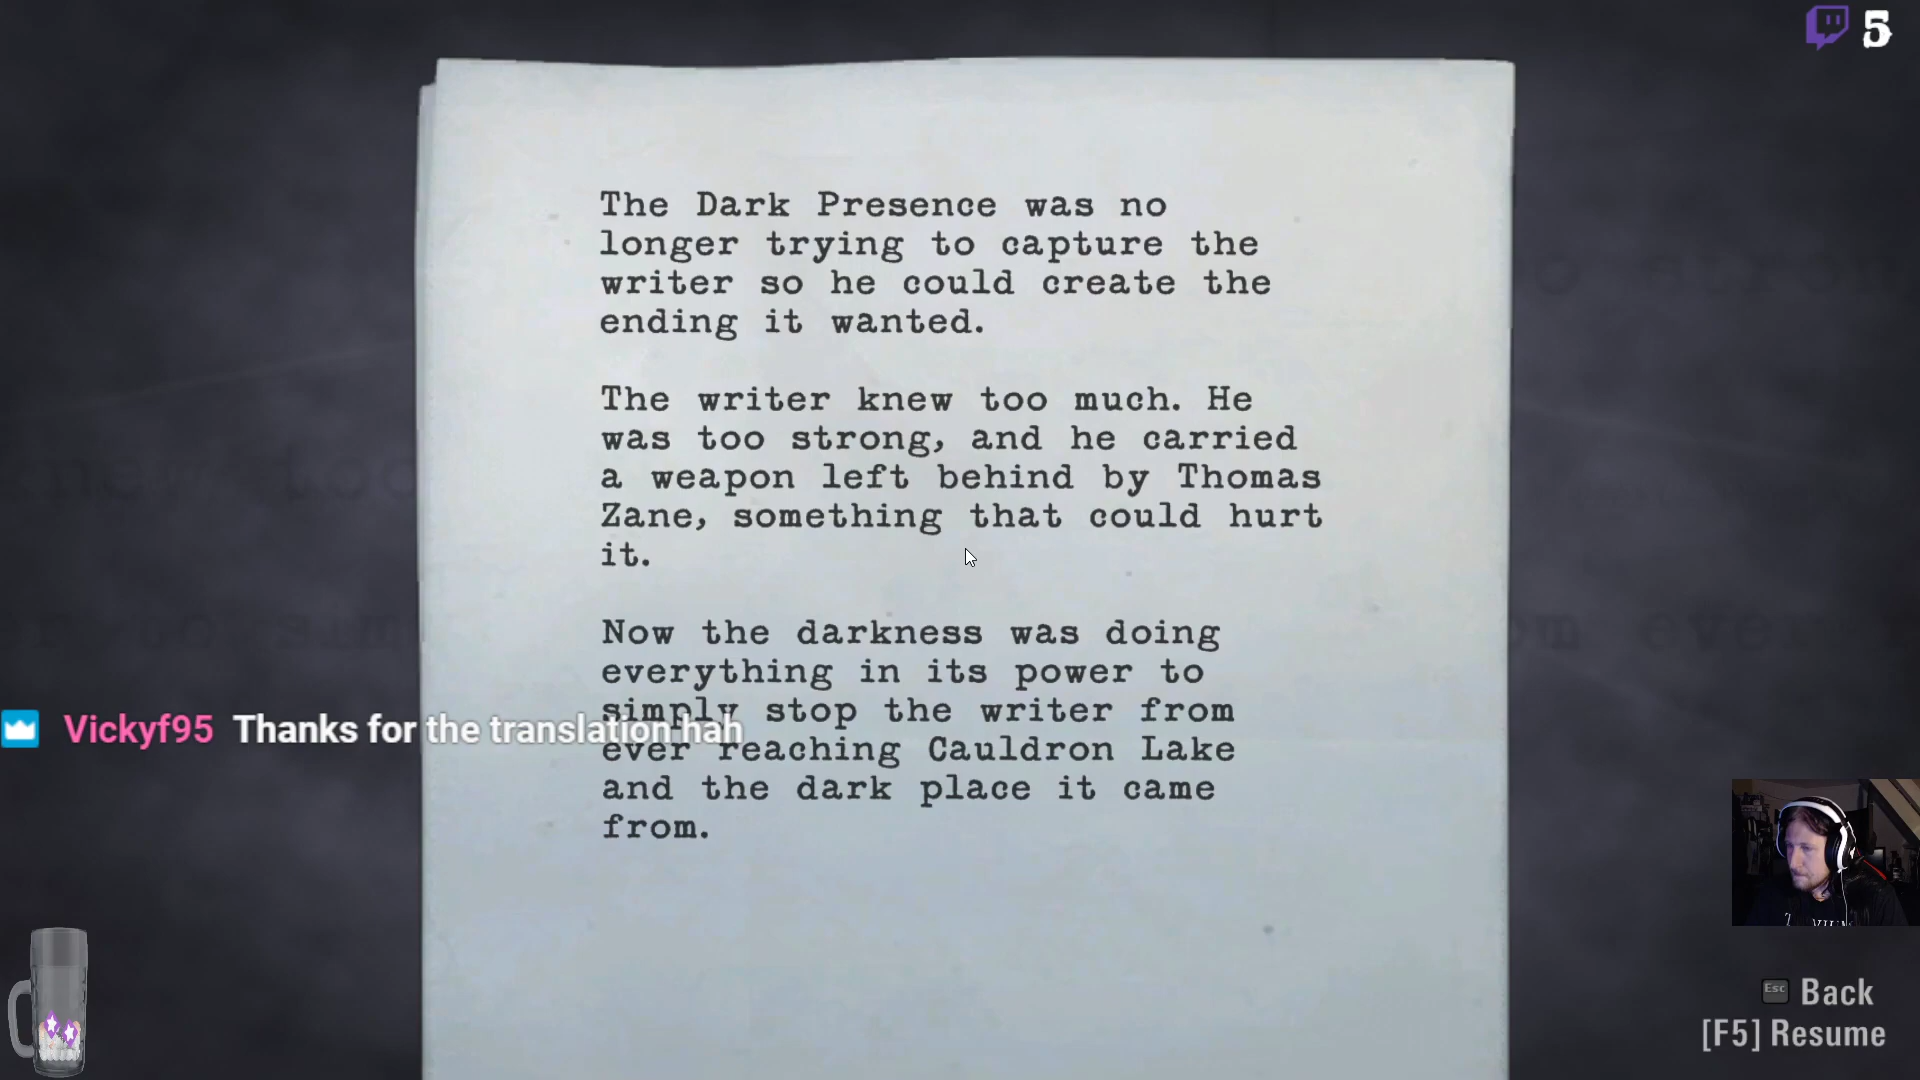 5
The Dark Presence was no
longer trying to capture the
writer so he could create the
ending it wanted.
The writer knew too much. He
was too strong, and he carried
a weapon left behind by Thomas
Zane, something that could hurt
it.
Now the darkness was doing
everything in its power to
simply stop the writer from
Vickyf95 Thanks for the translation hah
ever reaching Cauldron Lake
and the dark place it came
from.
Esc Back
[F5] Resume